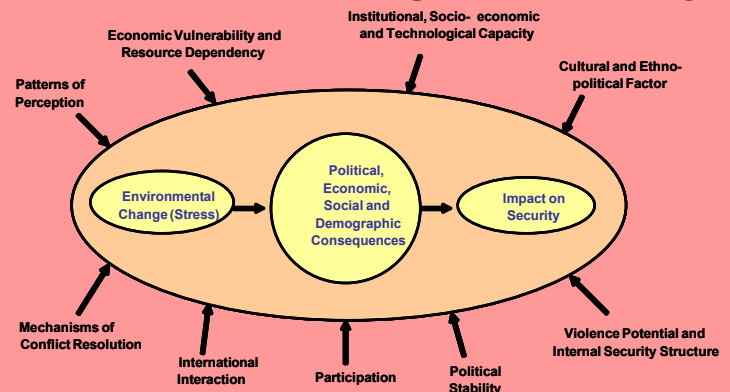 Institutional, Socio- economic
and Technological Capacity
Economic Vulnerability and
Resource Dependency
Cultural and Ethno-
political Factor
Patterns of
Perception
Environmental
Change (Stress)
Political,
Economic,
Social and
Demographic
Consequences
Impact on
Security
Mechanisms of
Conflict Resolution
International
Interaction
Participation
Political
Stability
Violence Potential and
Internal Security Structure